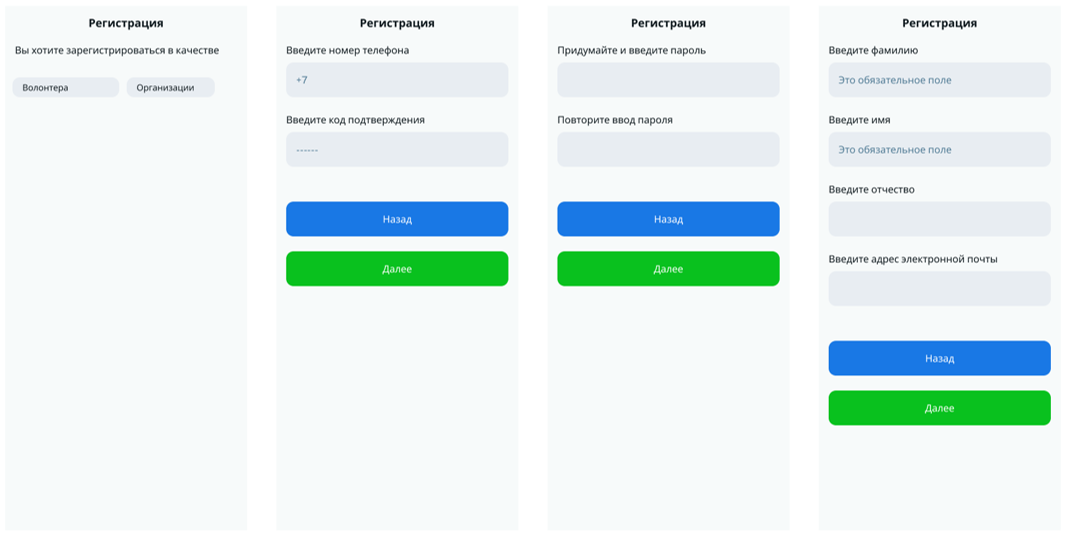 Регистрация
Вы хотите зарегистрироваться в качестве
Волонтера
Организации
Регистрация
Введите номер телефона
+7
Введите код подтверждения
------
Назад
Далее
Регистрация
Придумайте и введите пароль
Повторите ввод пароля
Назад
Далее
Регистрация
Введите фамилию
Это обязательное поле
Введите имя
Это обязательное поле
Введите отчество
Введите адрес электронной почты
Назад
Далее